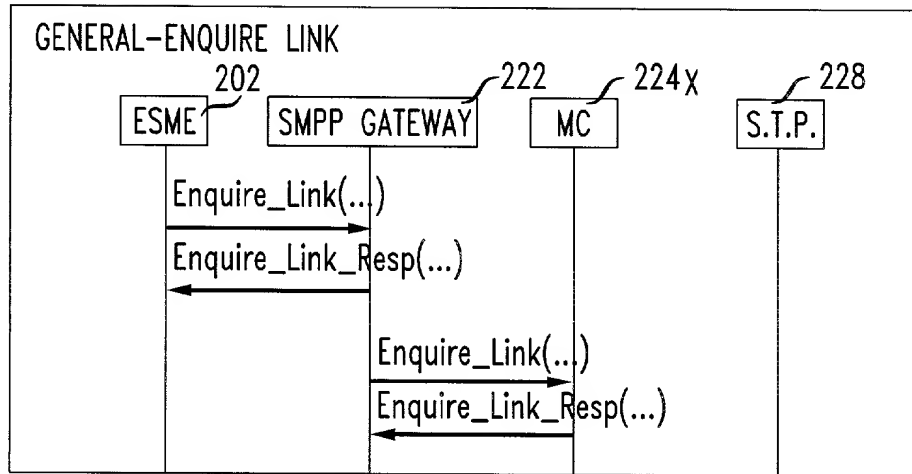 GENERAL-ENQUIRE LINK
202 222 224x 228
ESME SMPP GATEWAY MC S.T.P.
Enquire_Link(...)
Enquire_Link_Resp(...)
Enquire_Link(...)
Enquire_Link_Resp(...)